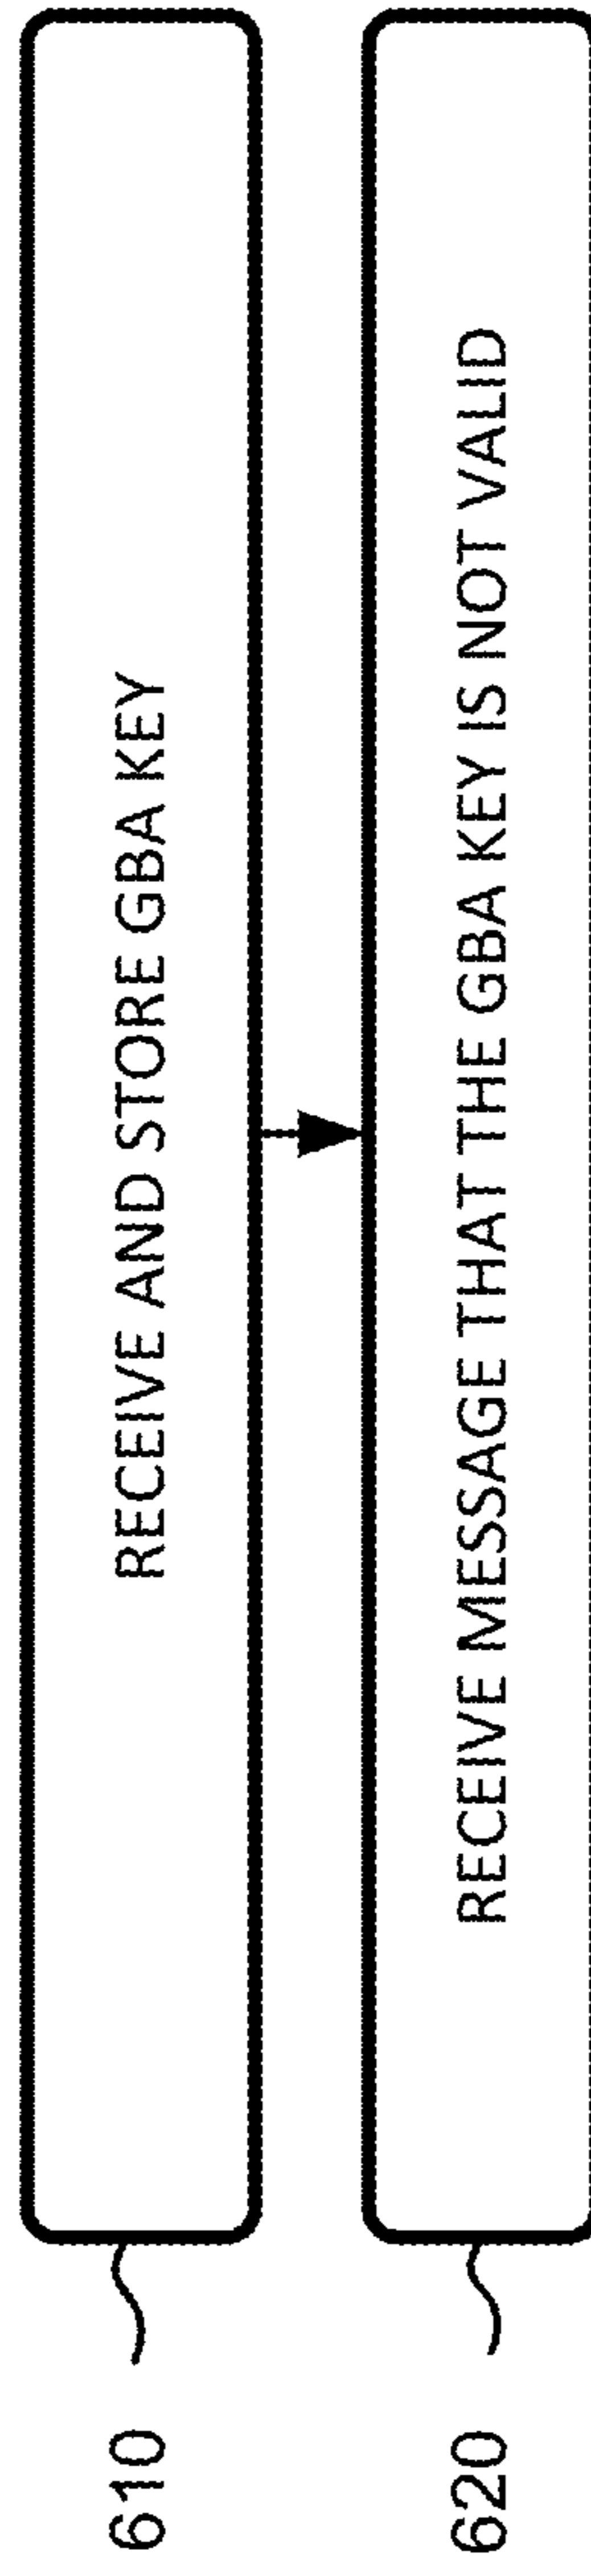 610
RECEIVE AND STORE GBA KEY
620
RECEIVE MESSAGE THAT THE GBA KEY IS NOT VALID